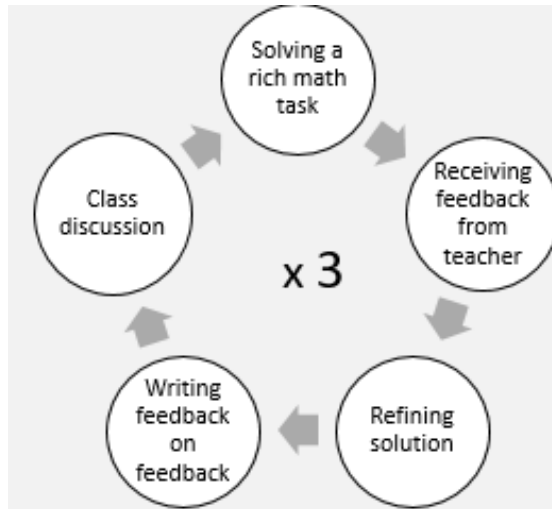 Solving a
rich math
task
Receiving
feedback
from
teacher
Refining
solution
Writing
feedback
on
feedback
Class
discussion
x 3